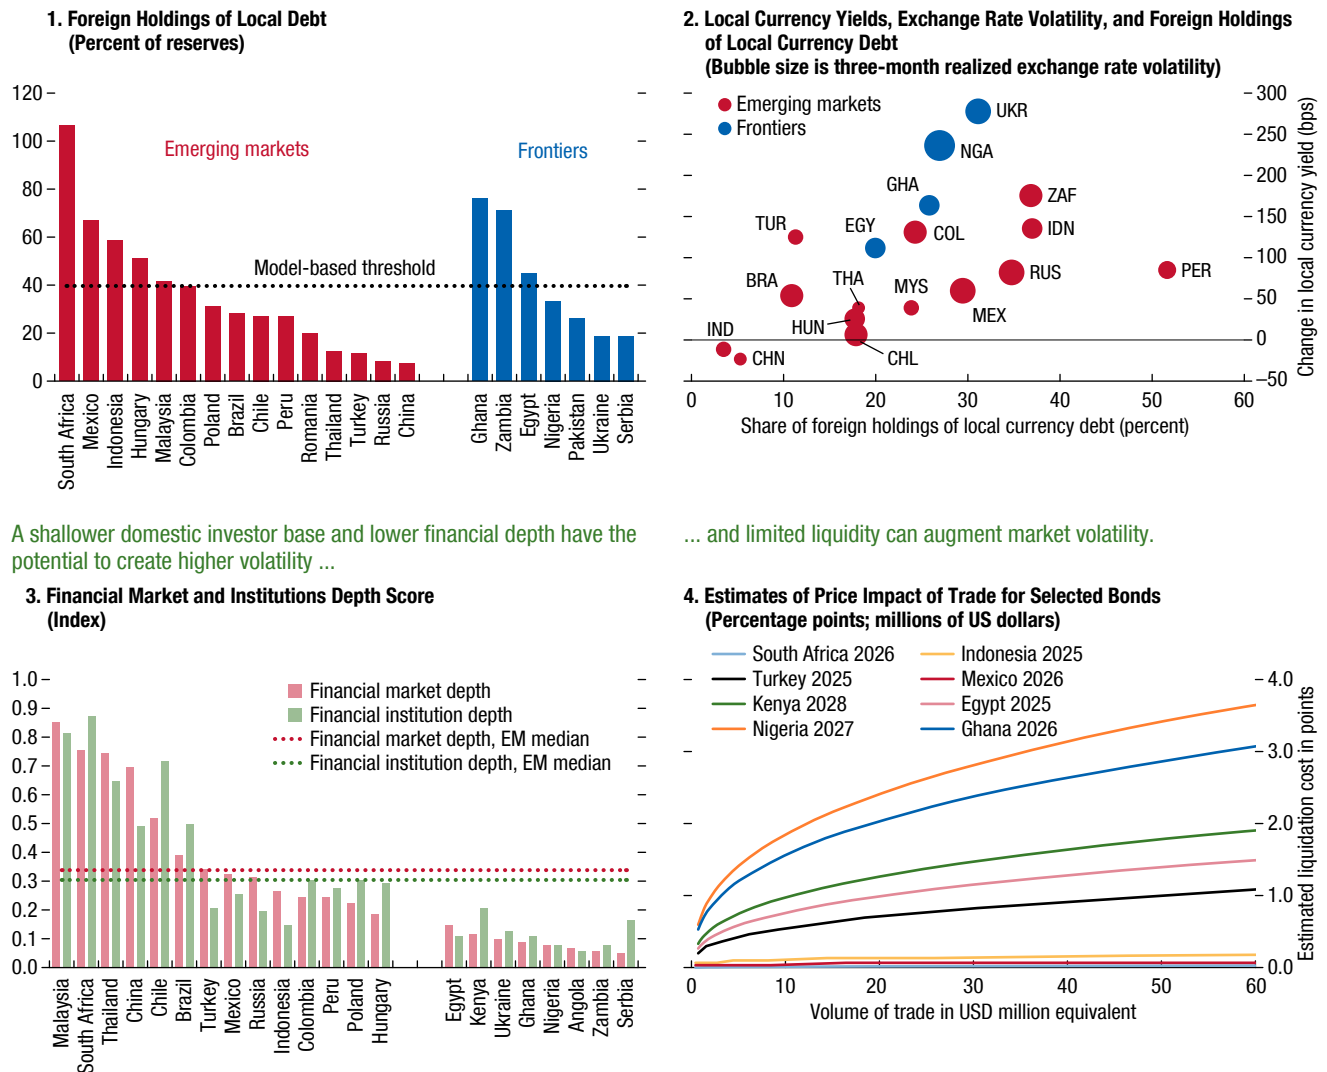 1. Foreign Holdings of Local Debt
(Percent of reserves)
120
100
80
60
40
20
0
Emerging markets
Frontiers
Model-based threshold
South Africa
Mexico
Indonesia
Hungary
Malaysia
Colombia
Poland
Brazil
Chile
Peru
Romania
Thailand
Turkey
Russia
China
Ghana
Zambia
Egypt
Nigeria
Pakistan
Ukraine
Serbia
2. Local Currency Yields, Exchange Rate Volatility, and Foreign Holdings
of Local Currency Debt
(Bubble size is three-month realized exchange rate volatility)
Emerging markets
Frontiers
UKR
NGA
GHA
ZAF
TUR
EGY
COL
IDN
BRA
THA
MYS
RUS
PER
HUN
MEX
IND
CHN
CHL
300
250
200
150
100
50
0
–50
Change in local currency yield (bps)
0
10
20
30
40
50
60
Share of foreign holdings of local currency debt (percent)
A shallower domestic investor base and lower financial depth have the
potential to create higher volatility ...
3. Financial Market and Institutions Depth Score
(Index)
1.0
0.9
0.8
0.7
0.6
0.5
0.4
0.3
0.2
0.1
0.0
Financial market depth
Financial institution depth
Financial market depth, EM median
Financial institution depth, EM median
Malaysia
South Africa
Thailand
China
Chile
Brazil
Turkey
Mexico
Russia
Indonesia
Colombia
Peru
Poland
Hungary
Egypt
Kenya
Ukraine
Ghana
Nigeria
Angola
Zambia
Serbia
... and limited liquidity can augment market volatility.
4. Estimates of Price Impact of Trade for Selected Bonds
(Percentage points; millions of US dollars)
South Africa 2026
Turkey 2025
Kenya 2028
Nigeria 2027
Indonesia 2025
Mexico 2026
Egypt 2025
Ghana 2026
4.0
3.0
2.0
1.0
0.0
Estimated liquidation cost in points
0
10
20
30
40
50
60
Volume of trade in USD million equivalent